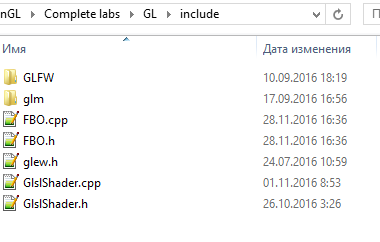 nGL > Complete labs > GL > include
Имя Дата изменения
GLFW 10.09.2016 18:19
glm 17.09.2016 16:56
FBO.cpp 28.11.2016 16:36
FBO.h 28.11.2016 16:36
glew.h 24.07.2016 10:59
GlslShader.cpp 01.11.2016 8:53
GlslShader.h 26.10.2016 3:26